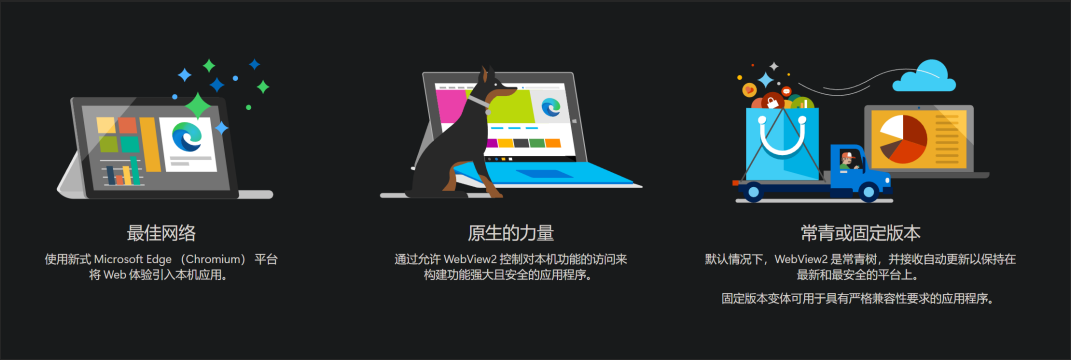 最佳网络
使用新式 Microsoft Edge （Chromium） 平台
将 Web 体验引入本机应用。
原生的力量
通过允许 WebView2 控制对本机功能的访问来
构建功能强大且安全的应用程序。
常青或固定版本
默认情况下，WebView2 是常青树，并接收自动更新以保持在
最新和最安全的平台上。
固定版本变体可用于具有严格兼容性要求的应用程序。